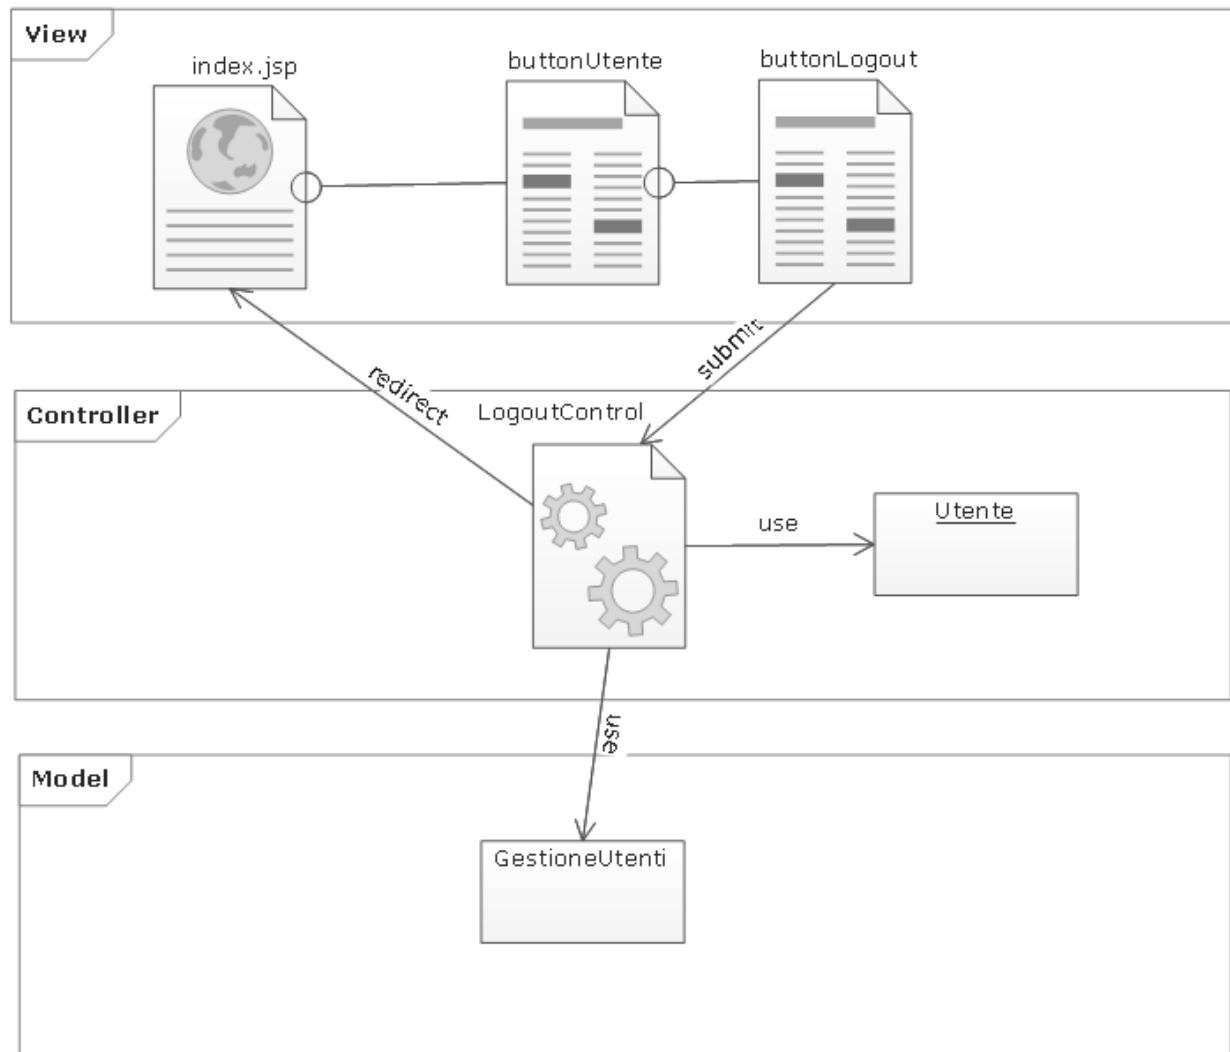 View
index.jsp
buttonUtente
buttonLogout
submit
redirect
Controller
LogoutControl
use
Utente
use
Model
GestioneUtenti